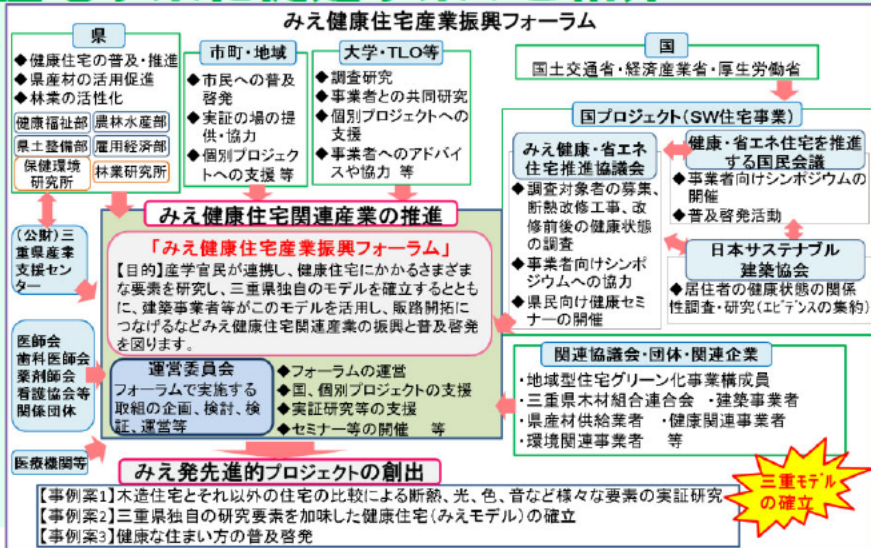 みえ健康住宅産業振興フォーラム
県
◆健康住宅の普及・推進
◆県産材の活用促進
◆林業の活性化
健康福祉部
農林水産部
県土整備部
雇用経済部
保健環境
研究所
林業研究所
市町・地域
◆市民への普及
啓発
◆実証の場の提
供・協力
◆個別プロジェク
トへの支援 等
大学・TLO等
◆調査研究
◆事業者との共同研究
◆個別プロジェクトへの
支援
◆事業者へのアドバイ
スや協力 等
国
国土交通省・経済産業省・厚生労働省
国プロジェクト(SW住宅事業)
みえ健康・省エネ
住宅推進協議会
◆調査対象者の募集、
断熱改修工事、改
修前後の健康状態
の調査
◆事業者向けシンポ
ジウムへの協力
◆県民向け健康セミ
ナーの開催
健康・省エネ住宅を推進
する国民会議
◆事業者向けシンポジウムの
開催
◆普及啓発活動
日本サステナブル
建築協会
◆居住者の健康状態の関係
性調査・研究(エビデンスの集約)
(公財)三
重県産業
支援セン
ター
医師会
歯科医師会
薬剤師会
看護協会等
関係団体
医療機関等
みえ健康住宅関連産業の推進
「みえ健康住宅産業振興フォーラム」
【目的】産学官民が連携し、健康住宅にかかるさまざま
な要素を研究し、三重県独自のモデルを確立するとと
もに、建築事業者等がこのモデルを活用し、販路開拓に
つなげるなどみえ健康住宅関連産業の振興と普及啓発
を図ります。
運営委員会
フォーラムで実施する
取組の企画、検討、検
証、運営等
◆フォーラムの運営
◆国、個別プロジェクトの支援
◆実証研究等の支援
◆セミナー等の開催 等
関連協議会・団体・関連企業
・地域型住宅グリーン化事業構成員
・三重県木材組合連合会 ・建築事業者
・県産材供給業者 ・健康関連事業者
・環境関連事業者 等
みえ発先進的プロジェクトの創出
【事例案1】木造住宅とそれ以外の住宅の比較による断熱、光、色、音など様々な要素の実証研究
【事例案2】三重県独自の研究要素を加味した健康住宅(みえモデル)の確立
【事例案3】健康な住まい方の普及啓発
三重モデル
の確立